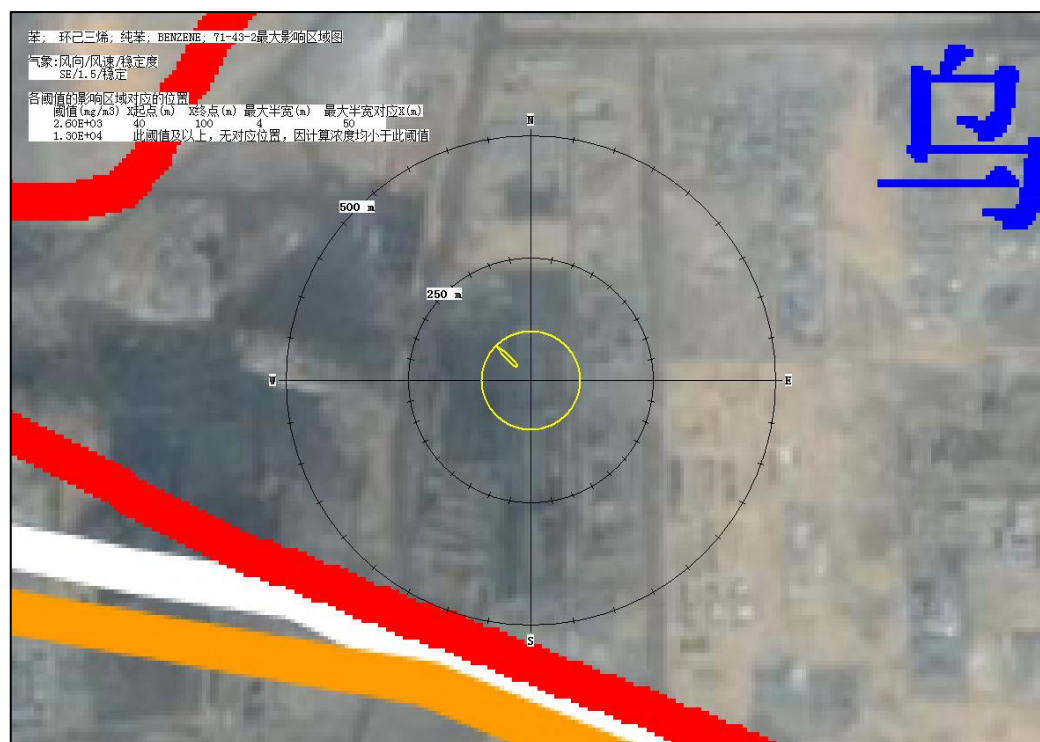 苯; 环己三烯; 纯苯; BENZENE; 71-43-2最大影响区域图
气象:风向/风速/稳定度
SE/1.5/稳定
各阈值的影响区域对应的位置
阈值(mg/m3) X起点(m) X终点(m) 最大半宽(m) 最大半宽对应X(m)
2.60E+03 40 100 4 50
1.30E+04 此阈值及以上, 无对应位置, 因计算浓度均小于此阈值
鸟
N
500 m
250 m
W
E
S